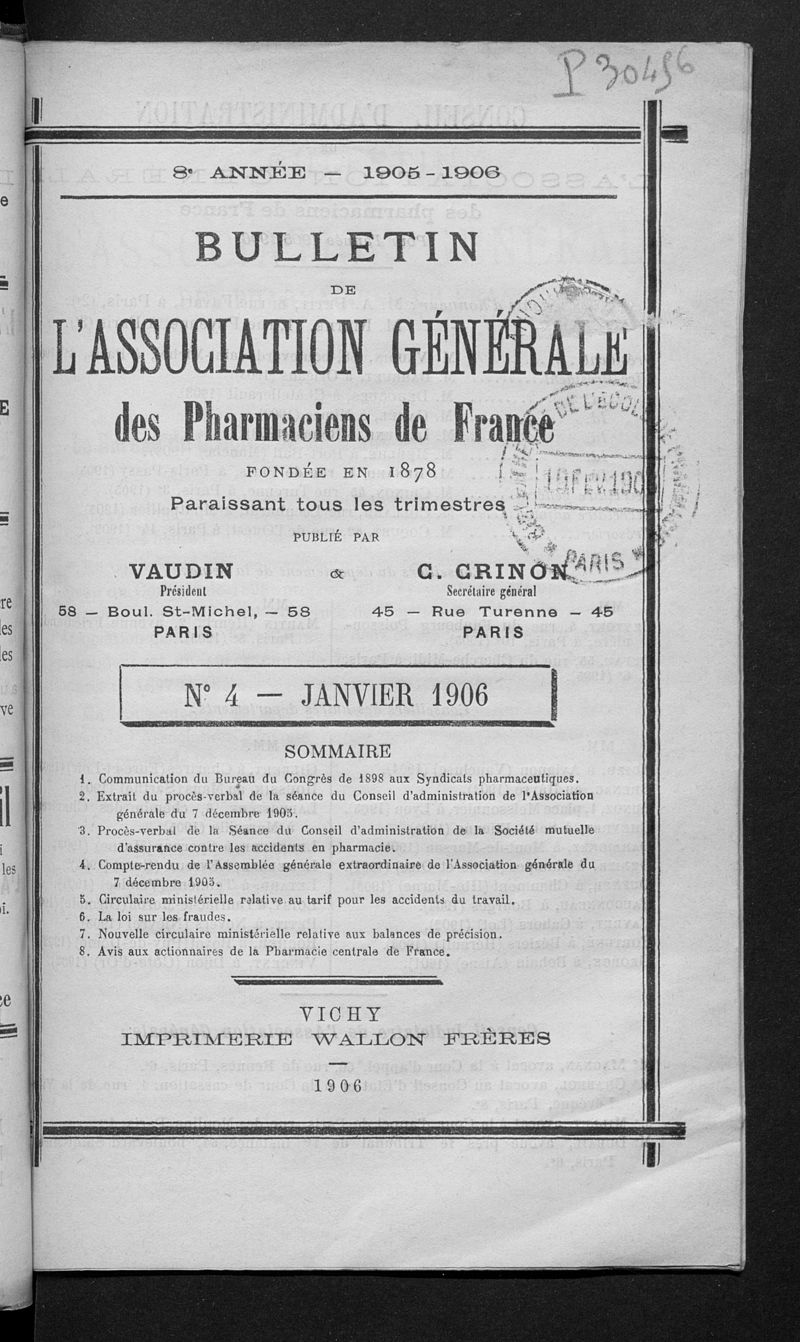 P 30456
8e ANNÉE — 1905-1906
BULLETIN
DE
L'ASSOCIATION GÉNÉRALE
des Pharmaciens de France
FONDÉE EN 1878
Paraissant tous les trimestres
PUBLIÉ PAR
VAUDIN & C. CRINON
Président Secrétaire général
58 — Boul. St-Michel, — 58 45 — Rue Turenne — 45
PARIS PARIS
N° 4 — JANVIER 1906
SOMMAIRE
1. Communication du Bureau du Congrès de 1898 aux Syndicats pharmaceutiques.
2. Extrait du procès-verbal de la séance du Conseil d'administration de l'Association
générale du 7 décembre 1905.
3. Procès-verbal de la Séance du Conseil d'administration de la Société mutuelle
d'assurance contre les accidents en pharmacie.
4. Compte-rendu de l'Assemblée générale extraordinaire de l'Association générale du
7 décembre 1905.
5. Circulaire ministérielle relative au tarif pour les accidents du travail.
6. La loi sur les fraudes.
7. Nouvelle circulaire ministérielle relative aux balances de précision.
8. Avis aux actionnaires de la Pharmacie centrale de France.
VICHY
IMPRIMERIE WALLON FRÈRES
1906
DE L'ÉCOL
PARIS